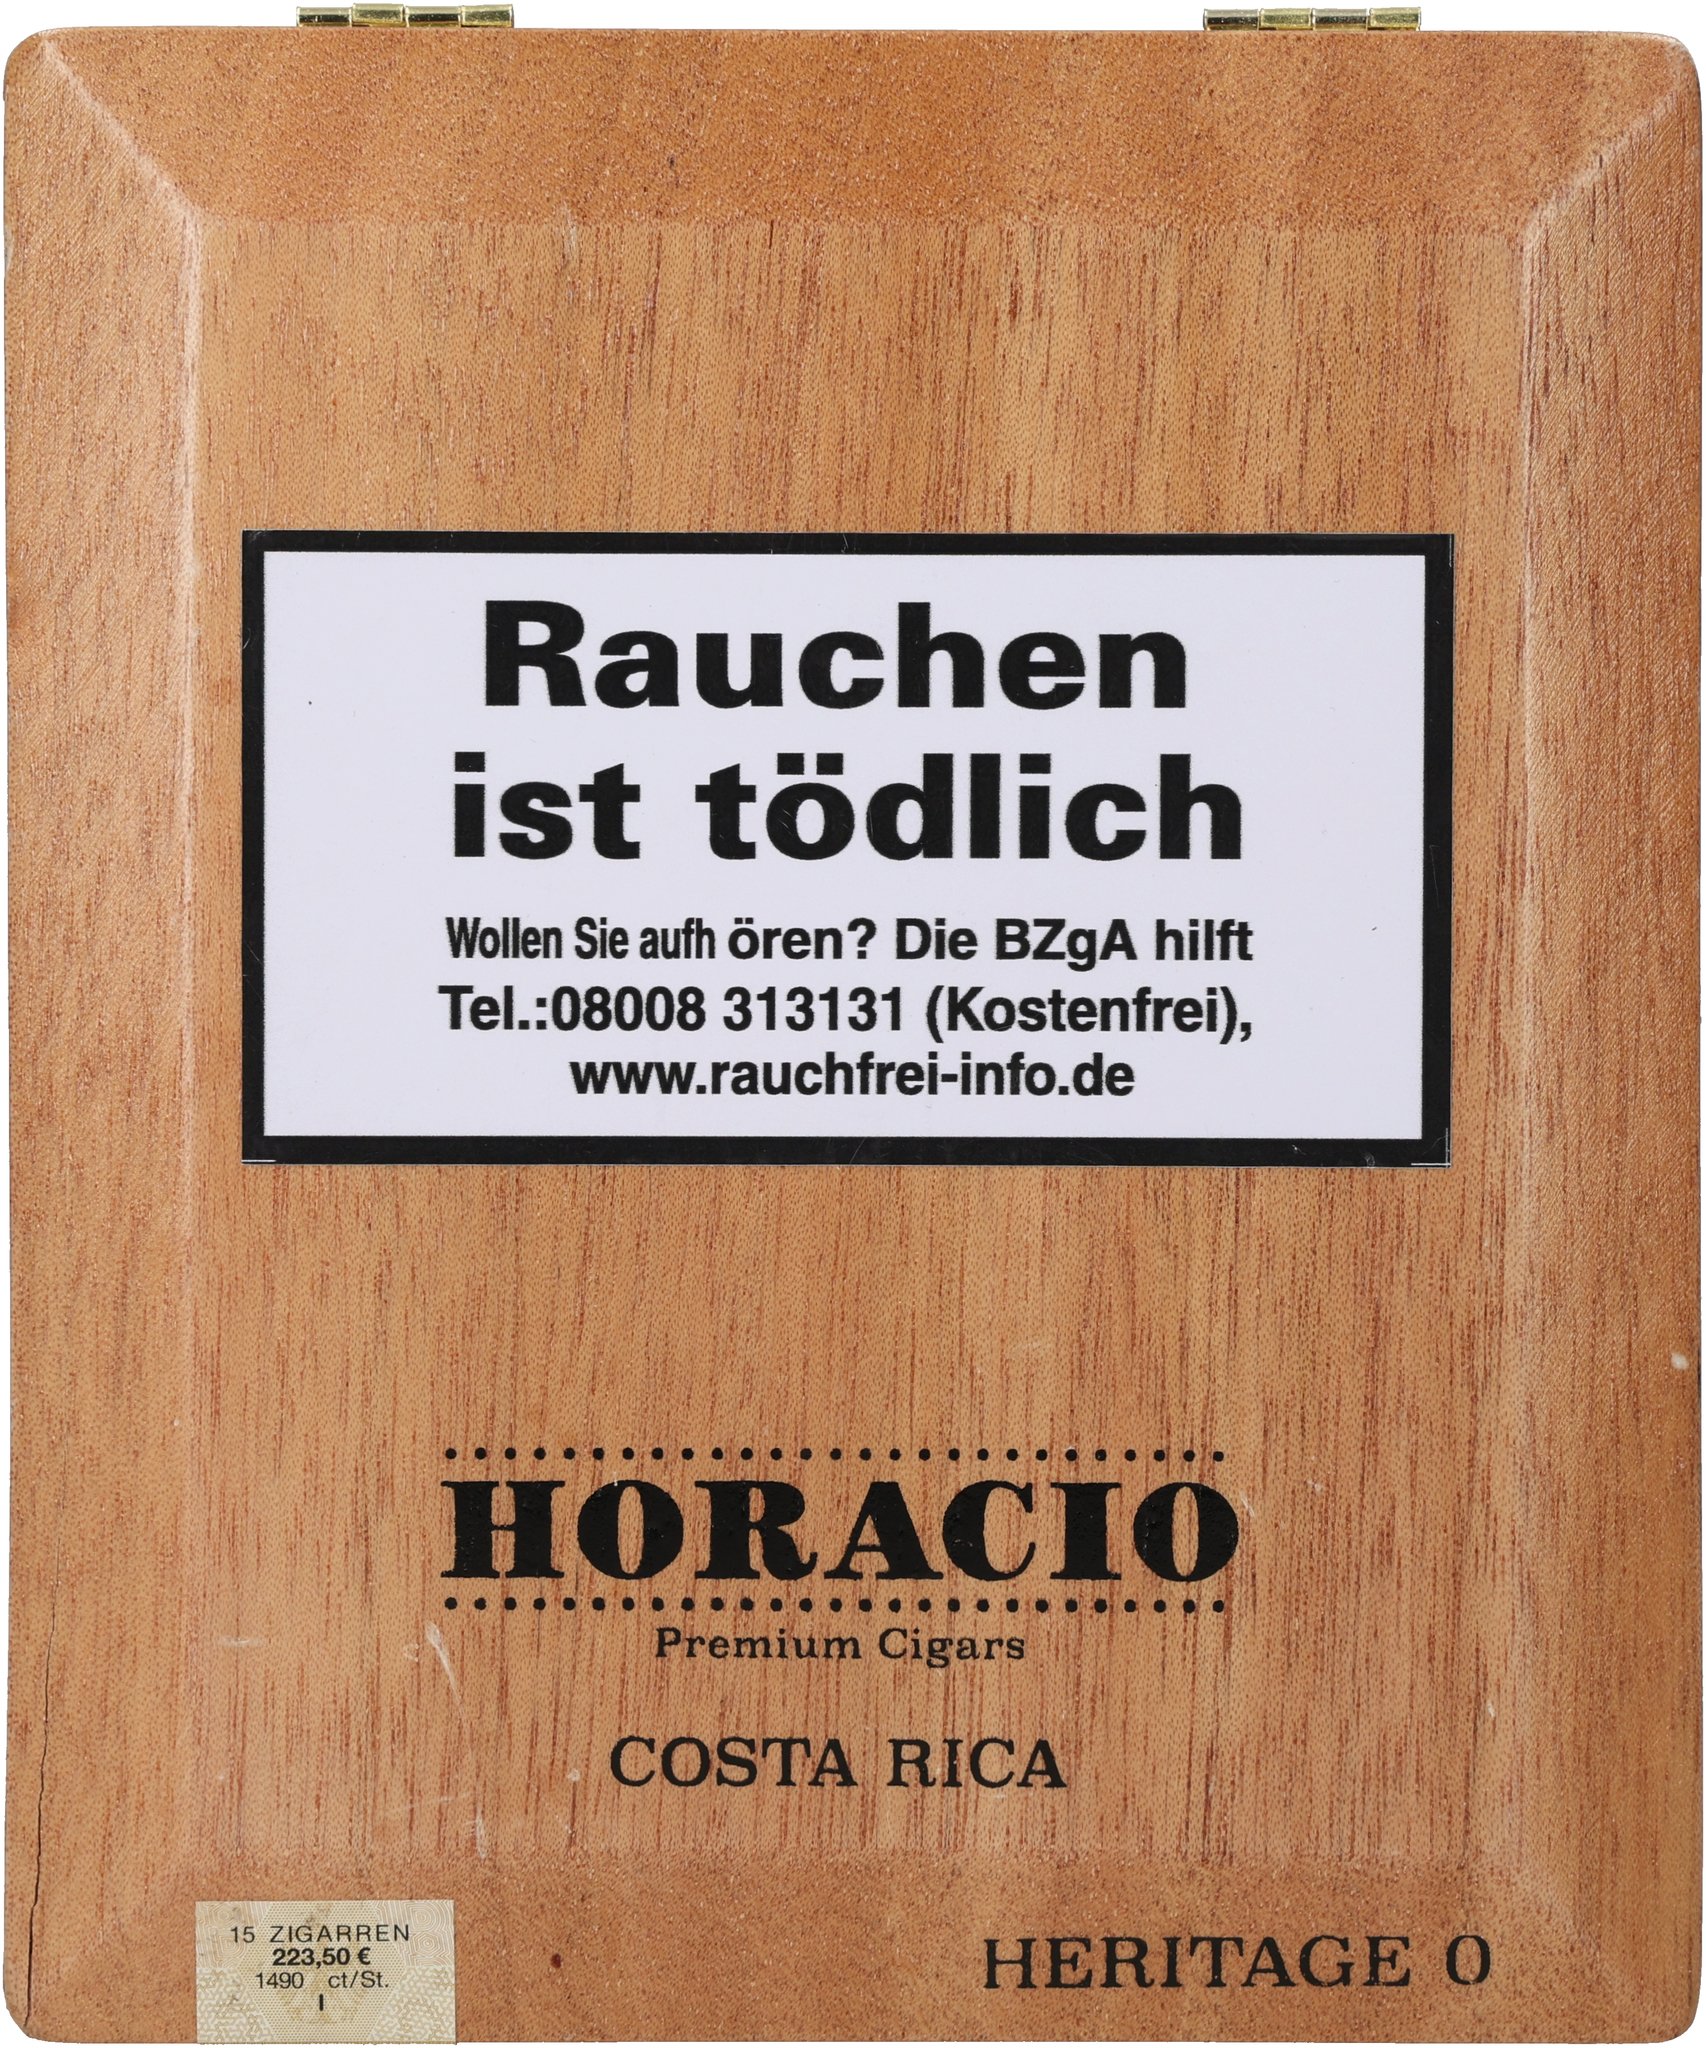 Rauchen
ist tödlich
Wollen Sie aufh ören? Die BZgA hilft
Tel.:08008 313131 (Kostenfrei),
www.rauchfrei-info.de
HORACIO
Premium Cigars
COSTA RICA
15 ZIGARREN
223,50 €
1490 ct/St.
I
HERITAGE 0